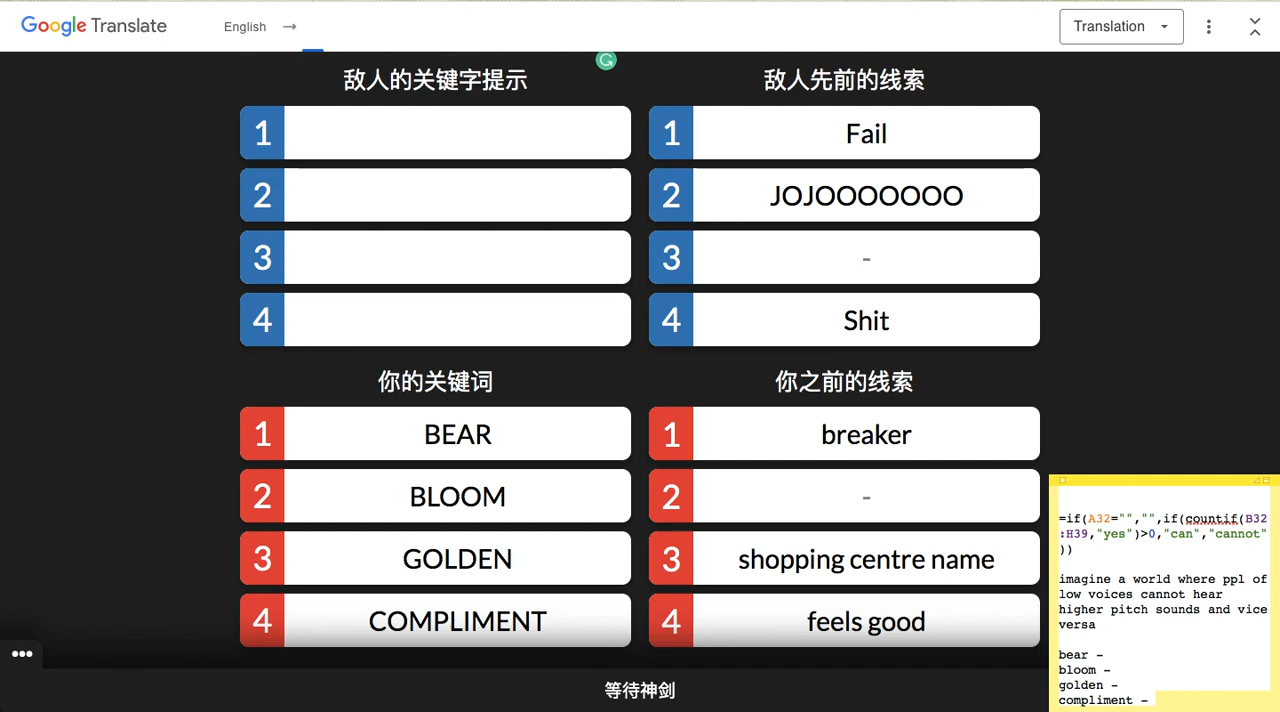 Google Translate
English →
Translation
敌人的关键字提示
1
2
3
4
敌人先前的线索
1 Fail
2 JOJOOOOOOO
3 -
4 Shit
你的关键词
1 BEAR
2 BLOOM
3 GOLDEN
4 COMPLIMENT
你之前的线索
1 breaker
2 -
3 shopping centre name
4 feels good
等待神剑
=if(A32="","",if(countif(B32
:H39,"yes")>0,"can","cannot"
))
imagine a world where ppl of
low voices cannot hear
higher pitch sounds and vice
versa
bear -
bloom -
golden -
compliment -